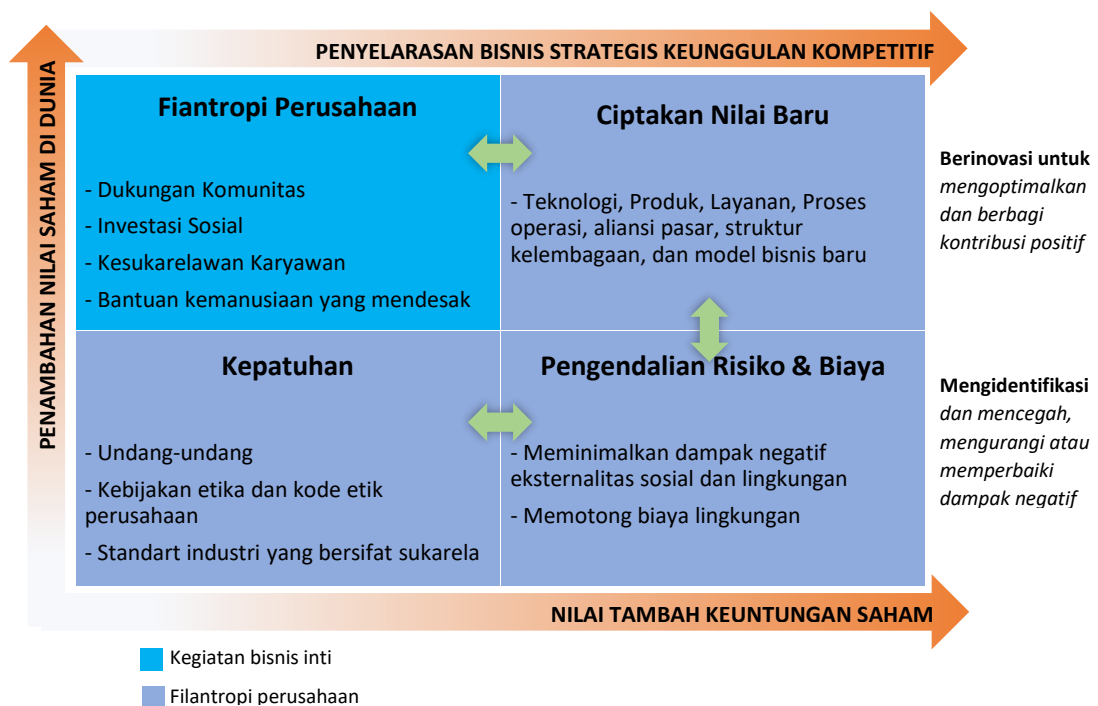 PENYELARASAN BISNIS STRATEGIS KEUNGGULAN KOMPETITIF
PENAMBAHAN NILAI SAHAM DI DUNIA
Fiantropi Perusahaan
- Dukungan Komunitas
- Investasi Sosial
- Kesukarelawan Karyawan
- Bantuan kemanusiaan yang mendesak
Ciptakan Nilai Baru
- Teknologi, Produk, Layanan, Proses
operasi, aliansi pasar, struktur
kelembagaan, dan model bisnis baru
Berinovasi untuk
mengoptimalkan
dan berbagi
kontribusi positif
Kepatuhan
- Undang-undang
- Kebijakan etika dan kode etik
perusahaan
- Standart industri yang bersifat sukarela
Pengendalian Risiko & Biaya
- Meminimalkan dampak negatif
eksternalitas sosial dan lingkungan
- Memotong biaya lingkungan
Mengidentifikasi
dan mencegah,
mengurangi atau
memperbaiki
dampak negatif
NILAI TAMBAH KEUNTUNGAN SAHAM
Kegiatan bisnis inti
Filantropi perusahaan